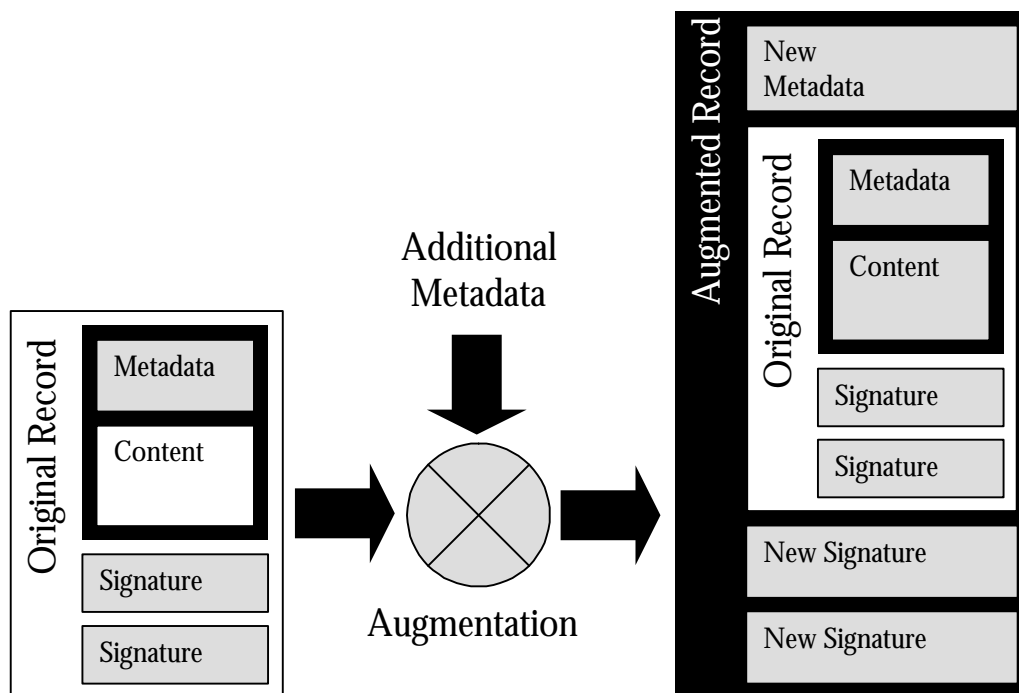 Original Record
Metadata
Content
Signature
Signature
Additional
Metadata
Augmentation
Augmented Record
New
Metadata
Original Record
Metadata
Content
Signature
Signature
New Signature
New Signature